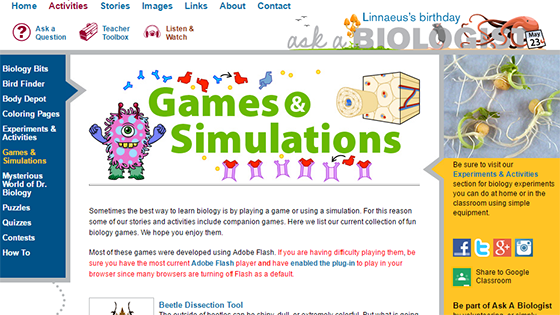 Home Activities Stories Images Links About Contact
Ask a Question
Teacher Toolbox
Listen & Watch
Linnaeus's birthday
ask a BIOLOGIST
May 23
Biology Bits
Bird Finder
Body Depot
Coloring Pages
Experiments & Activities
Games & Simulations
Mysterious World of Dr. Biology
Puzzles
Quizzes
Contests
How To
Games &
Simulations
Sometimes the best way to learn biology is by playing a game or using a simulation. For this reason
some of our stories and activities include companion games. Here we list our current collection of fun
biology games. We hope you enjoy them.
Most of these games were developed using Adobe Flash. If you are having difficulty playing them, be
sure you have the most current Adobe Flash player and have enabled the plug-in to play in your
browser since many browsers are turning off Flash as a default.
Beetle Dissection Tool
The outside of beetles can be shiny, dull, or extremely colorful. But what is going
Be sure to visit our
Experiments & Activities
section for biology experiments
you can do at home or in the
classroom using simple
equipment.
Share to Google
Classroom
Be part of Ask A Biologist